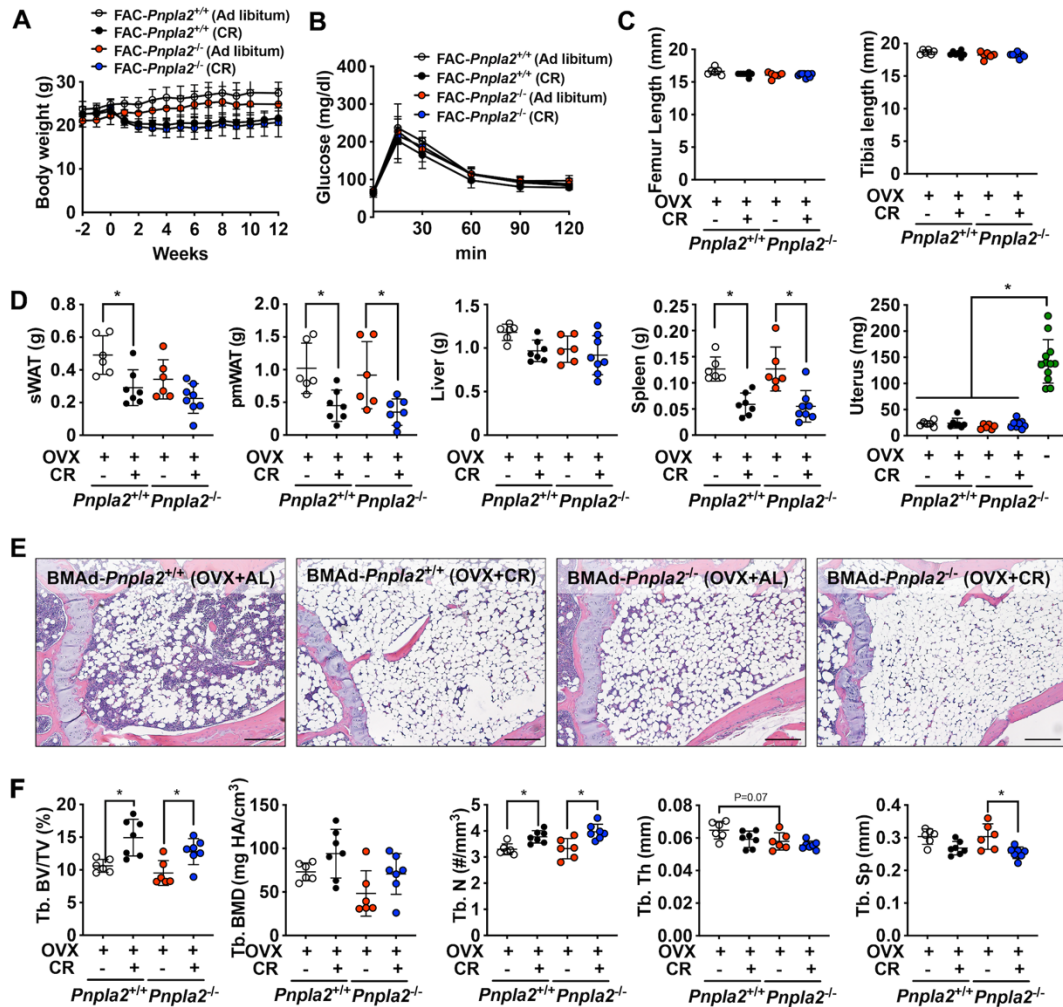 A
FAC-Pnpla2+/+ (Ad libitum)
FAC-Pnpla2+/+ (CR)
FAC-Pnpla2-/- (Ad libitum)
FAC-Pnpla2-/- (CR)
Body weight (g)
30
20
10
0
-2 0 2 4 6 8 10 12
Weeks
B
FAC-Pnpla2+/+ (Ad libitum)
FAC-Pnpla2+/+ (CR)
FAC-Pnpla2-/- (Ad libitum)
FAC-Pnpla2-/- (CR)
Glucose (mg/dl)
400
300
200
100
0
30 60 90 120
min
C
Femur Length (mm)
20
15
10
5
0
OVX + + + +
CR - + - +
Pnpla2+/+ Pnpla2-/-
Tibia length (mm)
20
15
10
5
0
+ + + +
- + - +
Pnpla2+/+ Pnpla2-/-
D
sWAT (g)
0.8
0.6
0.4
0.2
0
*
OVX + + + +
CR - + - +
Pnpla2+/+ Pnpla2-/-
pmWAT (g)
2.0
1.5
1.0
0.5
0.0
* *
+ + + +
- + - +
Pnpla2+/+ Pnpla2-/-
Liver (g)
1.5
1.0
0.5
0
OVX + + + +
CR - + - +
Pnpla2+/+ Pnpla2-/-
Spleen (g)
0.25
0.20
0.15
0.10
0.05
0.00
* *
OVX + + + +
CR - + - +
Pnpla2+/+ Pnpla2-/-
Uterus (mg)
300
250
200
150
100
50
0
*
OVX + + + + -
CR - + - +
Pnpla2+/+ Pnpla2-/-
E
BMAd-Pnpla2+/+ (OVX+AL)
BMAd-Pnpla2+/+ (OVX+CR)
BMAd-Pnpla2-/- (OVX+AL)
BMAd-Pnpla2-/- (OVX+CR)
F
Tb. BV/TV (%)
20
15
10
5
0
* *
OVX + + + +
CR - + - +
Pnpla2+/+ Pnpla2-/-
Tb. BMD (mg HA/cm3)
150
100
50
0
+ + + +
- + - +
Pnpla2+/+ Pnpla2-/-
Tb. N (#/mm3)
5
4
3
2
1
0
* *
OVX + + + +
CR - + - +
Pnpla2+/+ Pnpla2-/-
Tb. Th (mm)
0.08
0.06
0.04
0.02
0.00
P=0.07
+ + + +
- + - +
Pnpla2+/+ Pnpla2-/-
Tb. Sp (mm)
0.4
0.3
0.2
0.1
0.0
*
OVX + + + +
CR - + - +
Pnpla2+/+ Pnpla2-/-